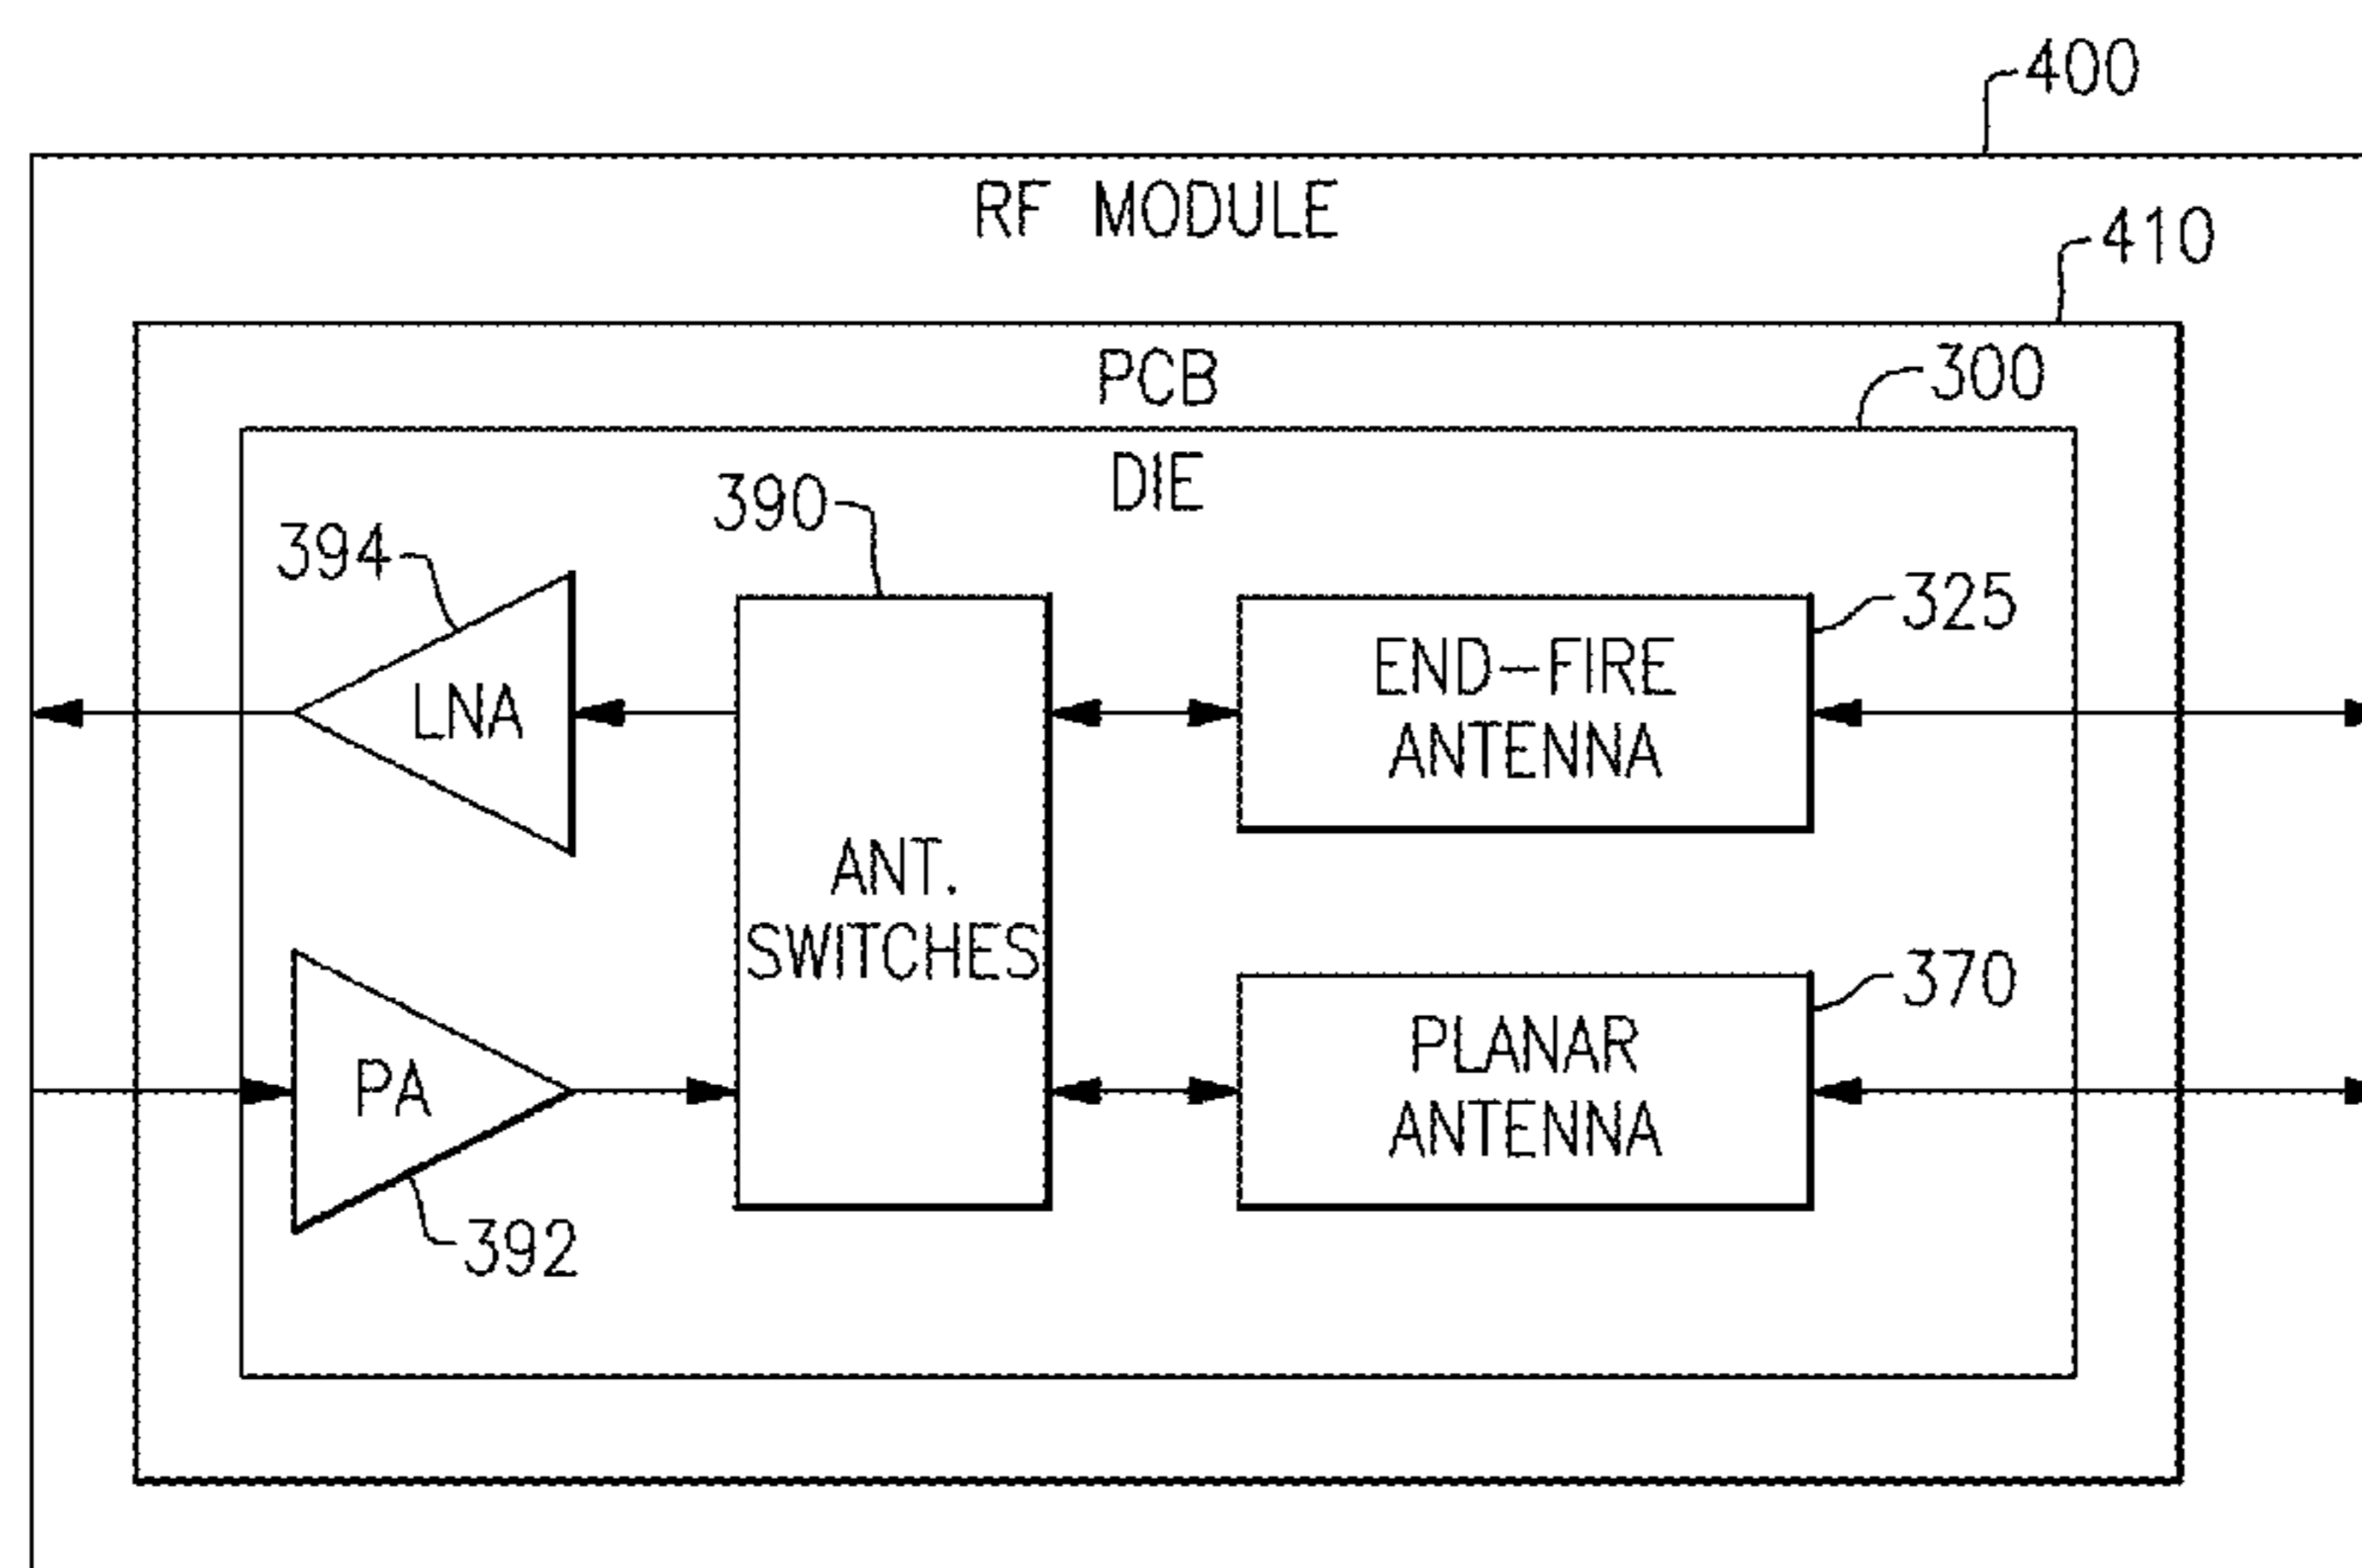 400
RF MODULE
410
PCB
300
DIE
390
394
325
END-FIRE
ANTENNA
LNA
ANT.
SWITCHES
370
PLANAR
ANTENNA
PA
392